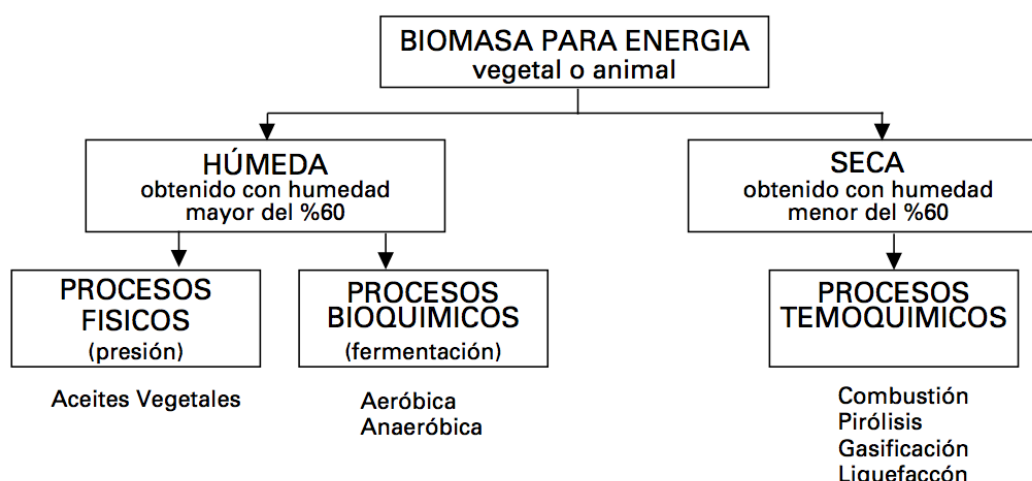 BIOMASA PARA ENERGIA
vegetal o animal
HÚMEDA
obtenido con humedad
mayor del %60
SECA
obtenido con humedad
menor del %60
PROCESOS
FISICOS
(presión)
PROCESOS
BIOQUIMICOS
(fermentación)
PROCESOS
TEMOQUIMICOS
Aceites Vegetales
Aeróbica
Anaeróbica
Combustión
Pirólisis
Gasificación
Liquefaccón